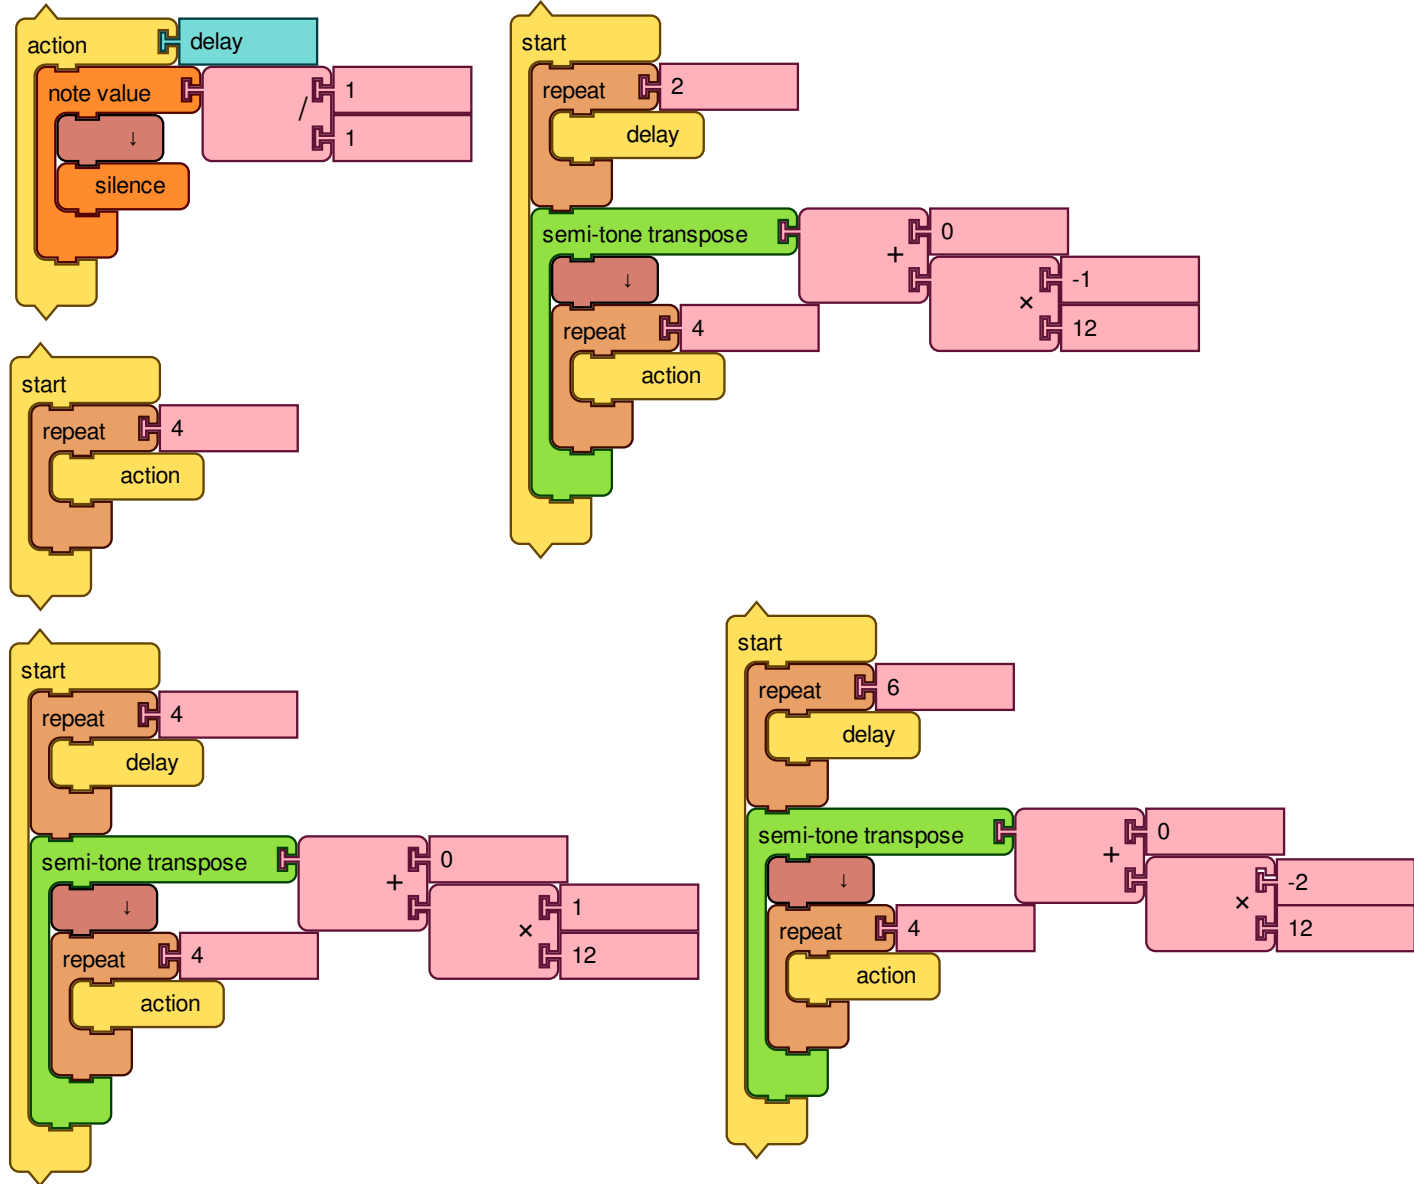 action delay
note value / 1
1
↓
silence
start
repeat 2
delay
semi-tone transpose + 0
× -1
12
↓
repeat 4
action
start
repeat 4
action
start
repeat 4
delay
semi-tone transpose + 0
× 1
12
↓
repeat 4
action
start
repeat 6
delay
semi-tone transpose + 0
× -2
12
↓
repeat 4
action